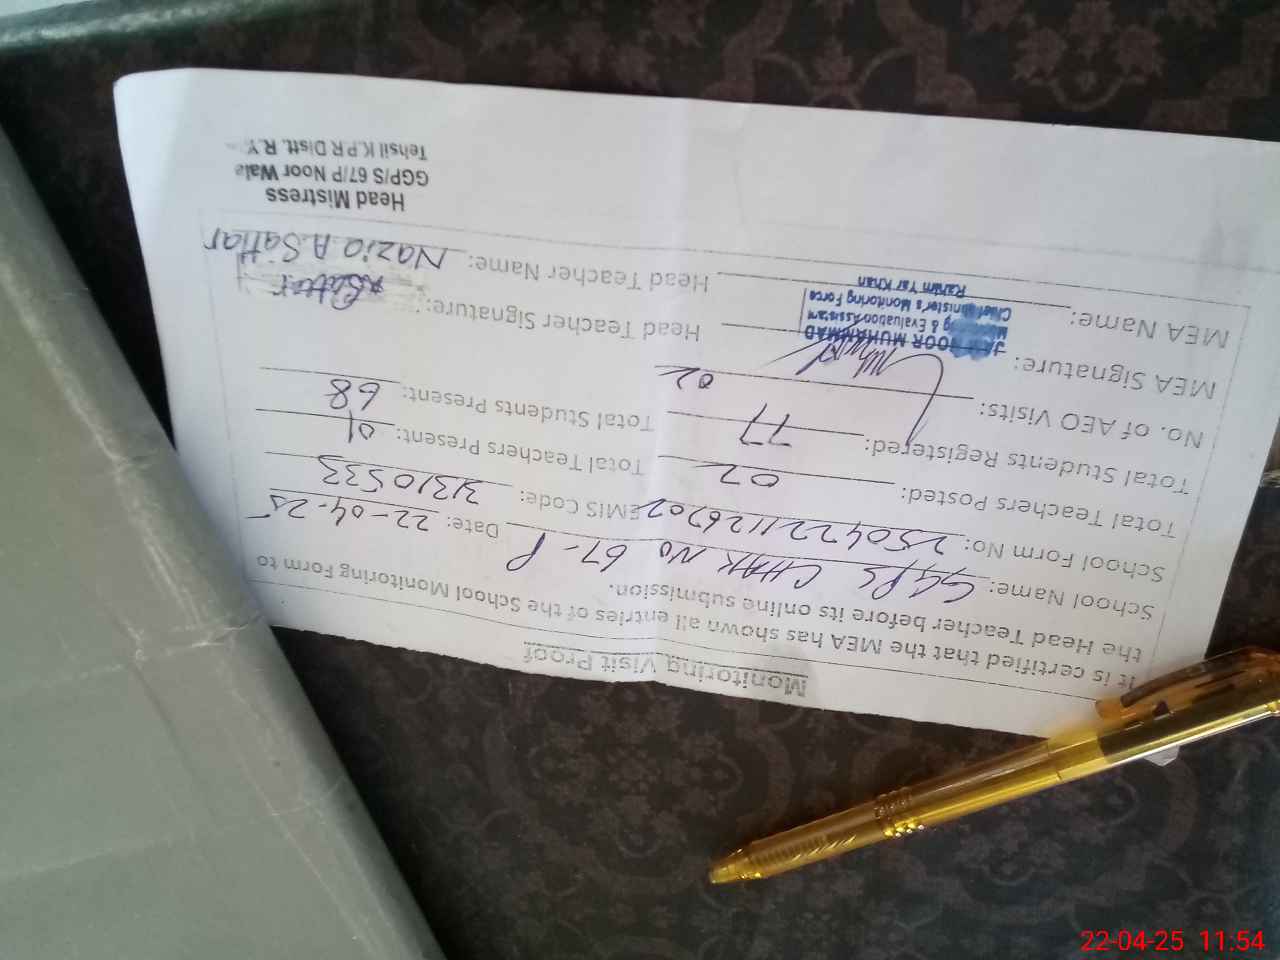 Monitoring Visit Proof
It is certified that the MEA has shown all entries of the School Monitoring Form to
the Head Teacher before its online submission.
School Name: GGPS CHAK NO 67-P Date: 22-04-25
School Form No: 2504221126202 EMIS Code: 31310533
Total Teachers Posted: 02 Total Teachers Present: 01
Total Students Registered: 77 Total Students Present: 68
No. of AEO Visits: 02
MEA Signature: Head Teacher Signature: ASattar
MEA Name: Head Teacher Name: Nazia A.Sattar
NOOR MUHAMMAD
& Evaluation Assistant
Chief Minister's Monitoring Force
Rahim Yar Khan
Head Mistress
GGP/S 67/P Noor Wale
Tehsil K.P R Distt. R.Y
22-04-25 11:54